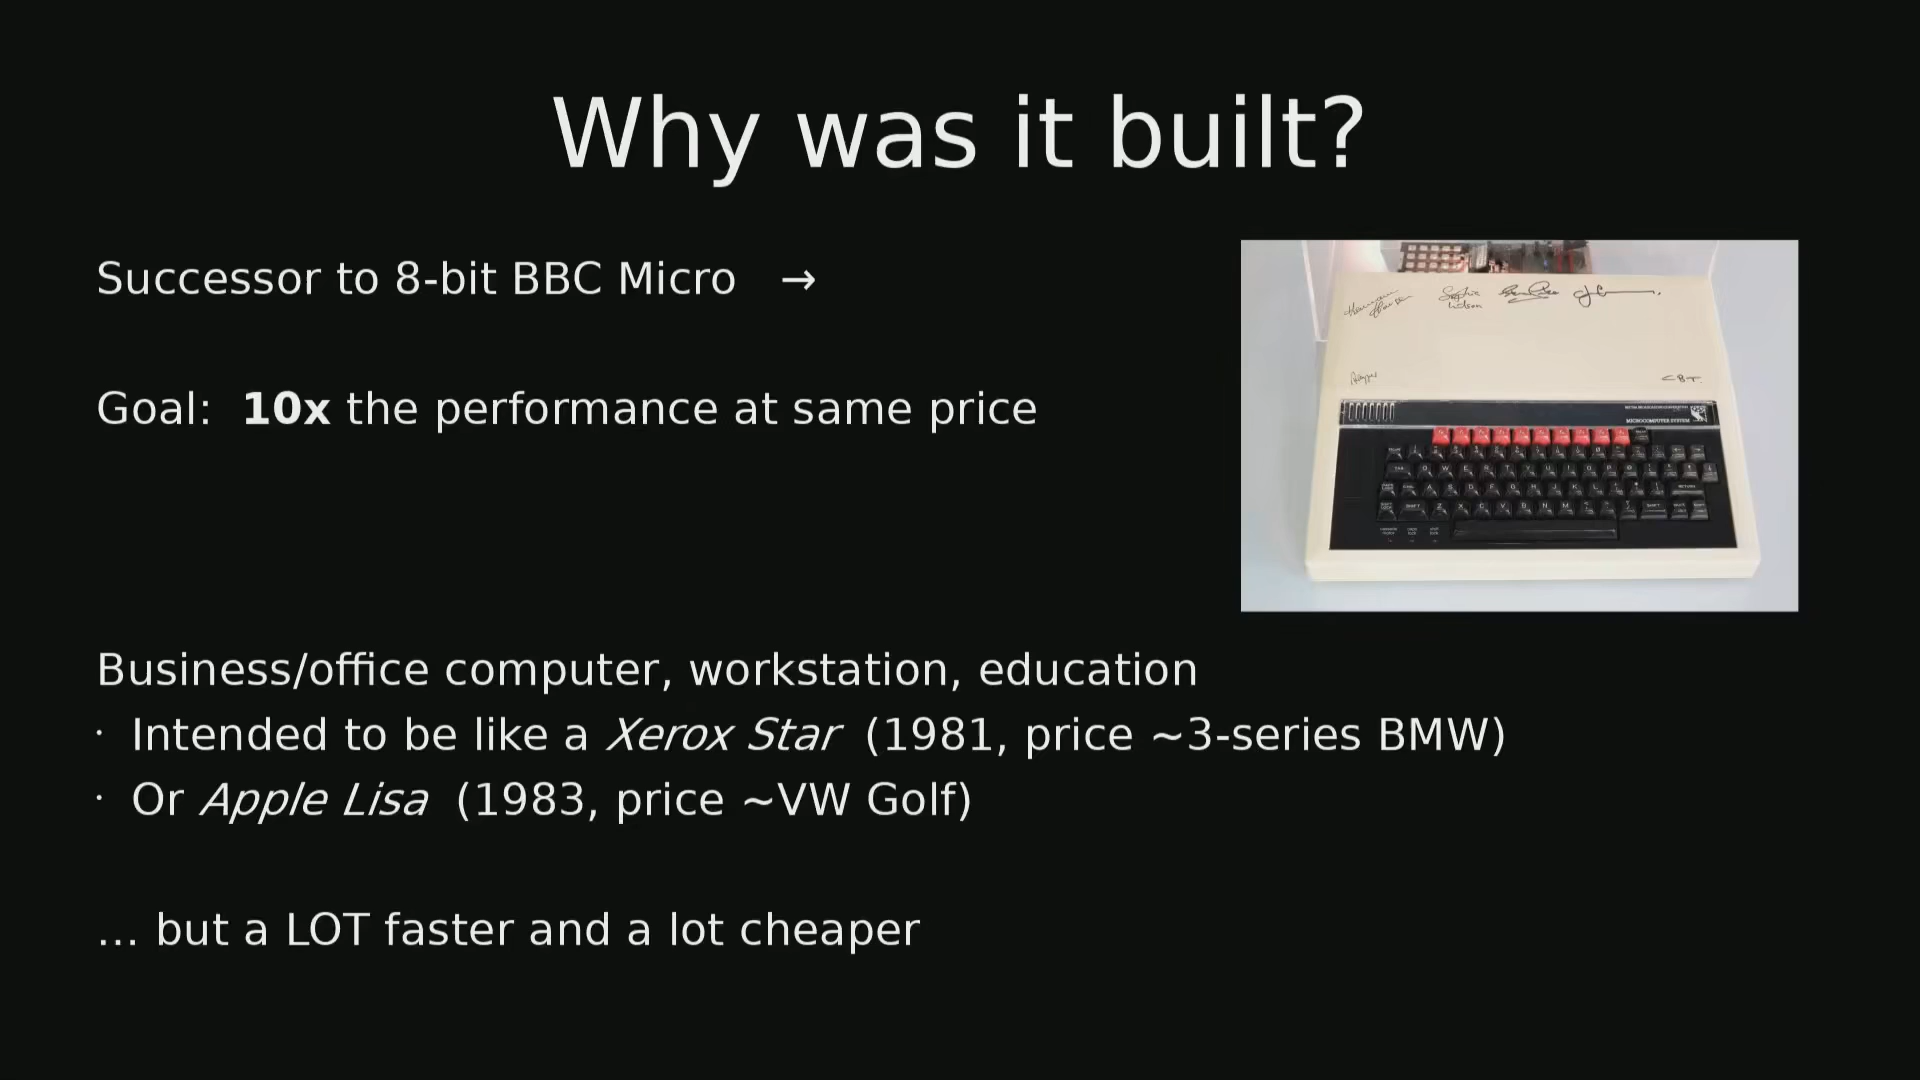 Why was it built?
Successor to 8-bit BBC Micro →
Goal: 10x the performance at same price
Business/office computer, workstation, education
· Intended to be like a Xerox Star (1981, price ~3-series BMW)
· Or Apple Lisa (1983, price ~VW Golf)
... but a LOT faster and a lot cheaper